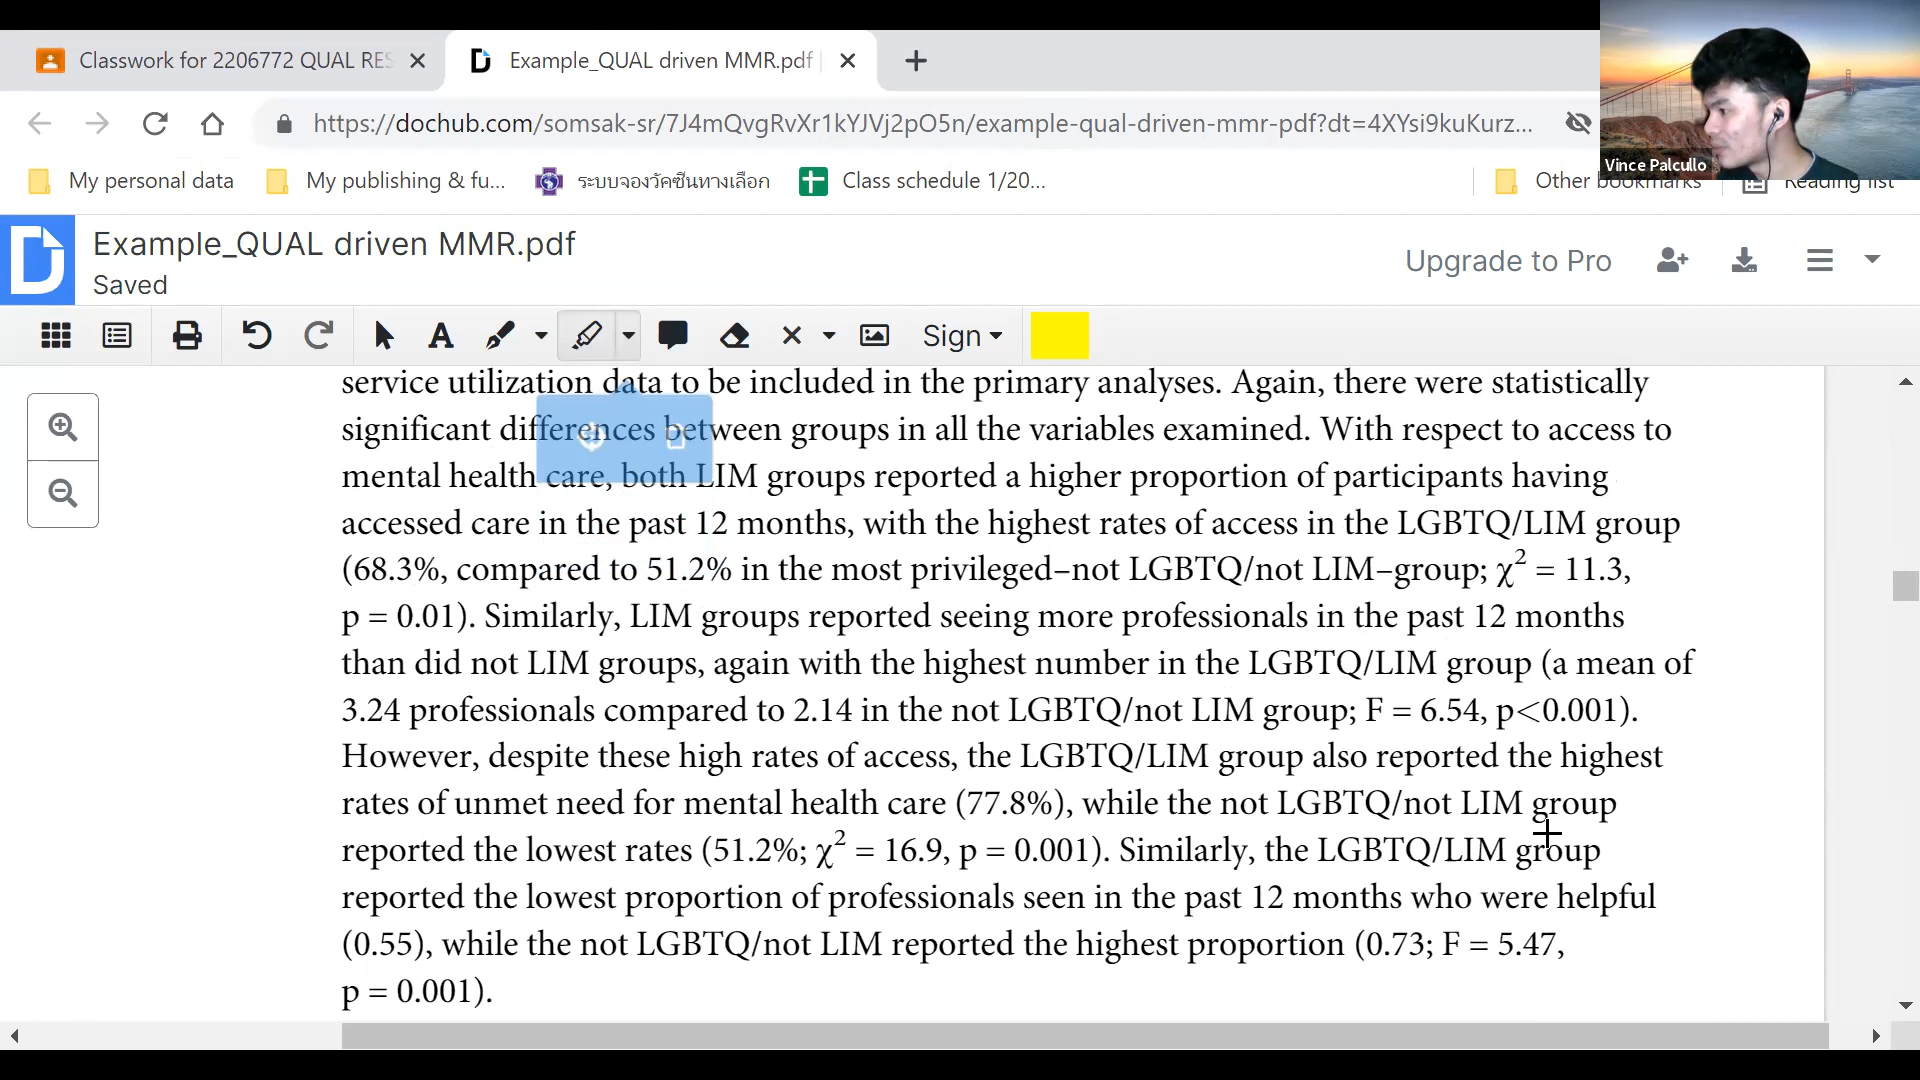 Classwork for 2206772 QUAL RES
Example_QUAL driven MMR.pdf
https://dochub.com/somsak-sr/7J4mQvgRvXr1kYJVj2pO5n/example-qual-driven-mmr-pdf?dt=4XYsi9kuKurz...
Vince Palcullo
My personal data
My publishing & fu...
ระบบจองวัคซีนทางเลือก
Class schedule 1/20...
Other bookmarks
Reading list
Example_QUAL driven MMR.pdf
Saved
Upgrade to Pro
A
Sign
service utilization data to be included in the primary analyses. Again, there were statistically
significant differences between groups in all the variables examined. With respect to access to
mental health care, both LIM groups reported a higher proportion of participants having
accessed care in the past 12 months, with the highest rates of access in the LGBTQ/LIM group
(68.3%, compared to 51.2% in the most privileged–not LGBTQ/not LIM–group; χ² = 11.3,
p = 0.01). Similarly, LIM groups reported seeing more professionals in the past 12 months
than did not LIM groups, again with the highest number in the LGBTQ/LIM group (a mean of
3.24 professionals compared to 2.14 in the not LGBTQ/not LIM group; F = 6.54, p<0.001).
However, despite these high rates of access, the LGBTQ/LIM group also reported the highest
rates of unmet need for mental health care (77.8%), while the not LGBTQ/not LIM group
reported the lowest rates (51.2%; χ² = 16.9, p = 0.001). Similarly, the LGBTQ/LIM group
reported the lowest proportion of professionals seen in the past 12 months who were helpful
(0.55), while the not LGBTQ/not LIM reported the highest proportion (0.73; F = 5.47,
p = 0.001).